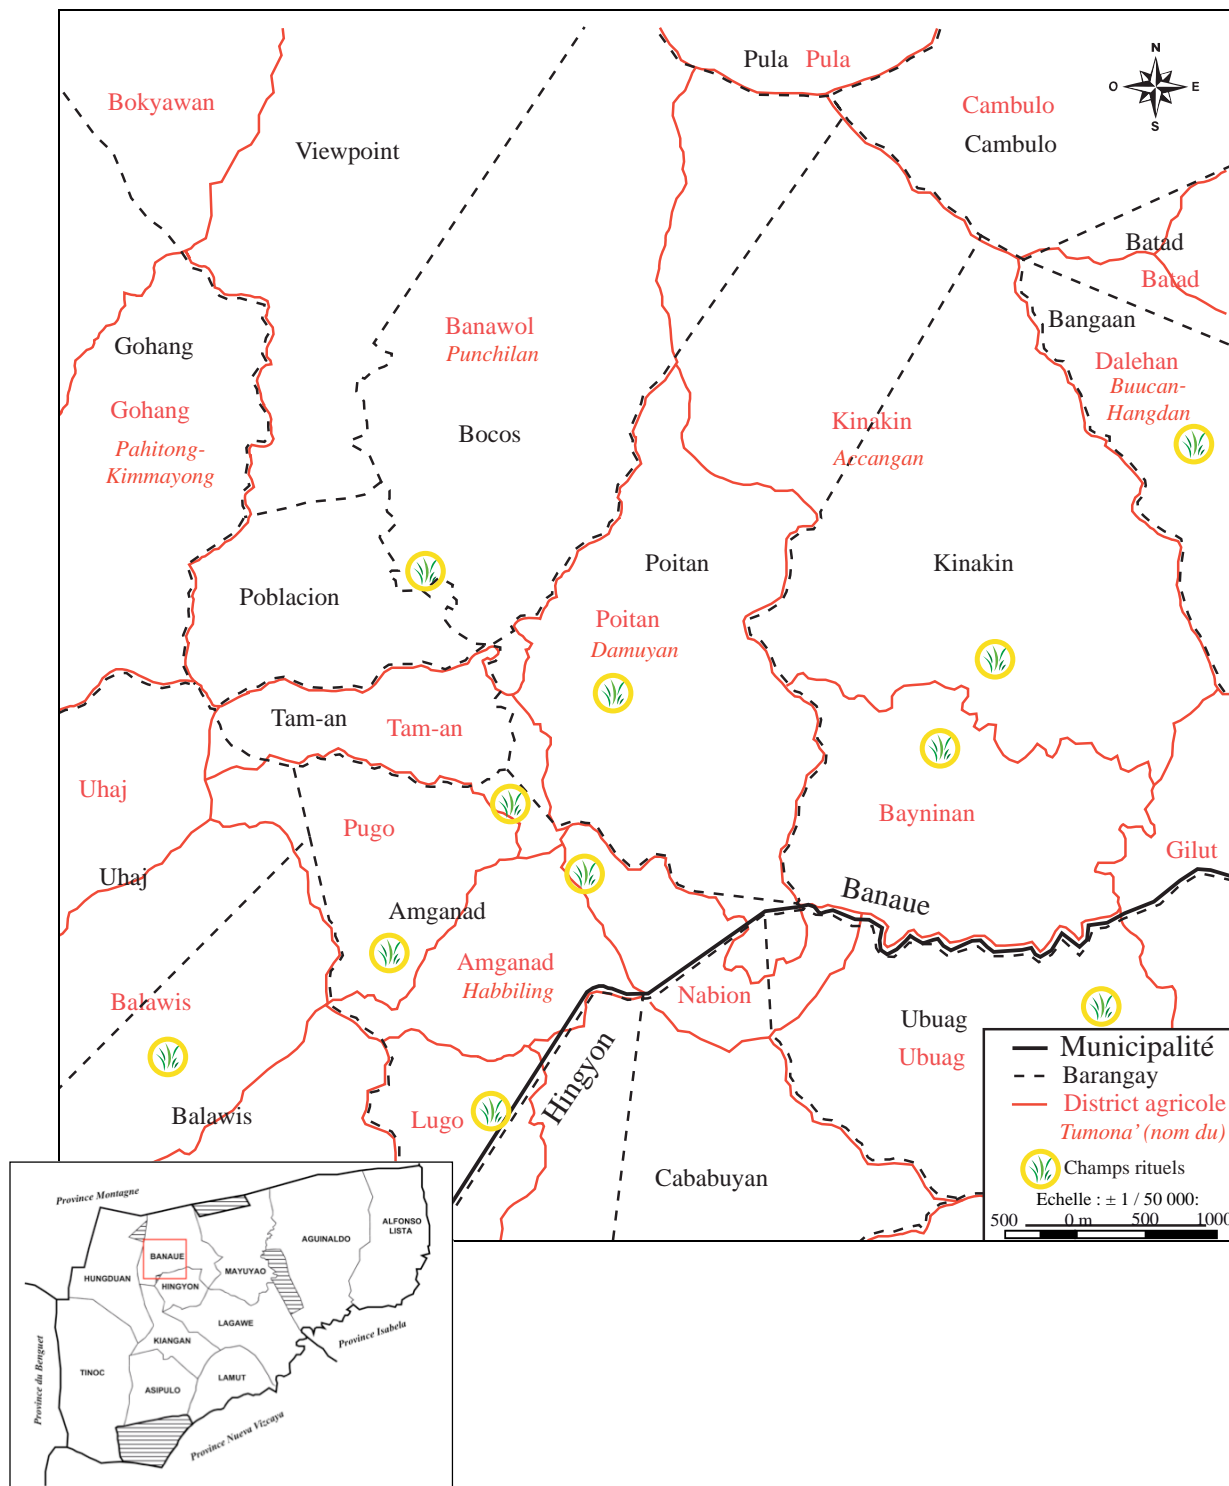 Pula Pula
N
O E
S
Bokyawan
Cambulo
Cambulo
Viewpoint
Batad
Batad
Bangaan
Banawol
Punchilan
Gohang
Dalehan
Buucan-
Hangdan
Gohang
Pahitong-
Kimmayong
Kinakin
Accangan
Bocos
Poitan
Kinakin
Poblacion
Poitan
Damuyan
Tam-an
Tam-an
Uhaj
Pugo
Bayninan
Gilut
Uhaj
Banaue
Amganad
Amganad
Habbiling
Balawis
Nabion
Ubuag
Ubuag
Balawis
Lugo
Hingyon
Cababuyan
Municipalité
Barangay
District agricole
Tumona' (nom du)
Champs rituels
Echelle : ± 1 / 50 000:
500 0 m 500 1000
Province Montagne
ALFONSO
LISTA
AGUINALDO
BANAUE
HUNGDUAN
MAYUYAO
HINGYON
LAGAWE
KIANGAN
Province Isabela
TINOC
LAMUT
ASIPULO
Province du Benguet
Province Nueva Vizcaya